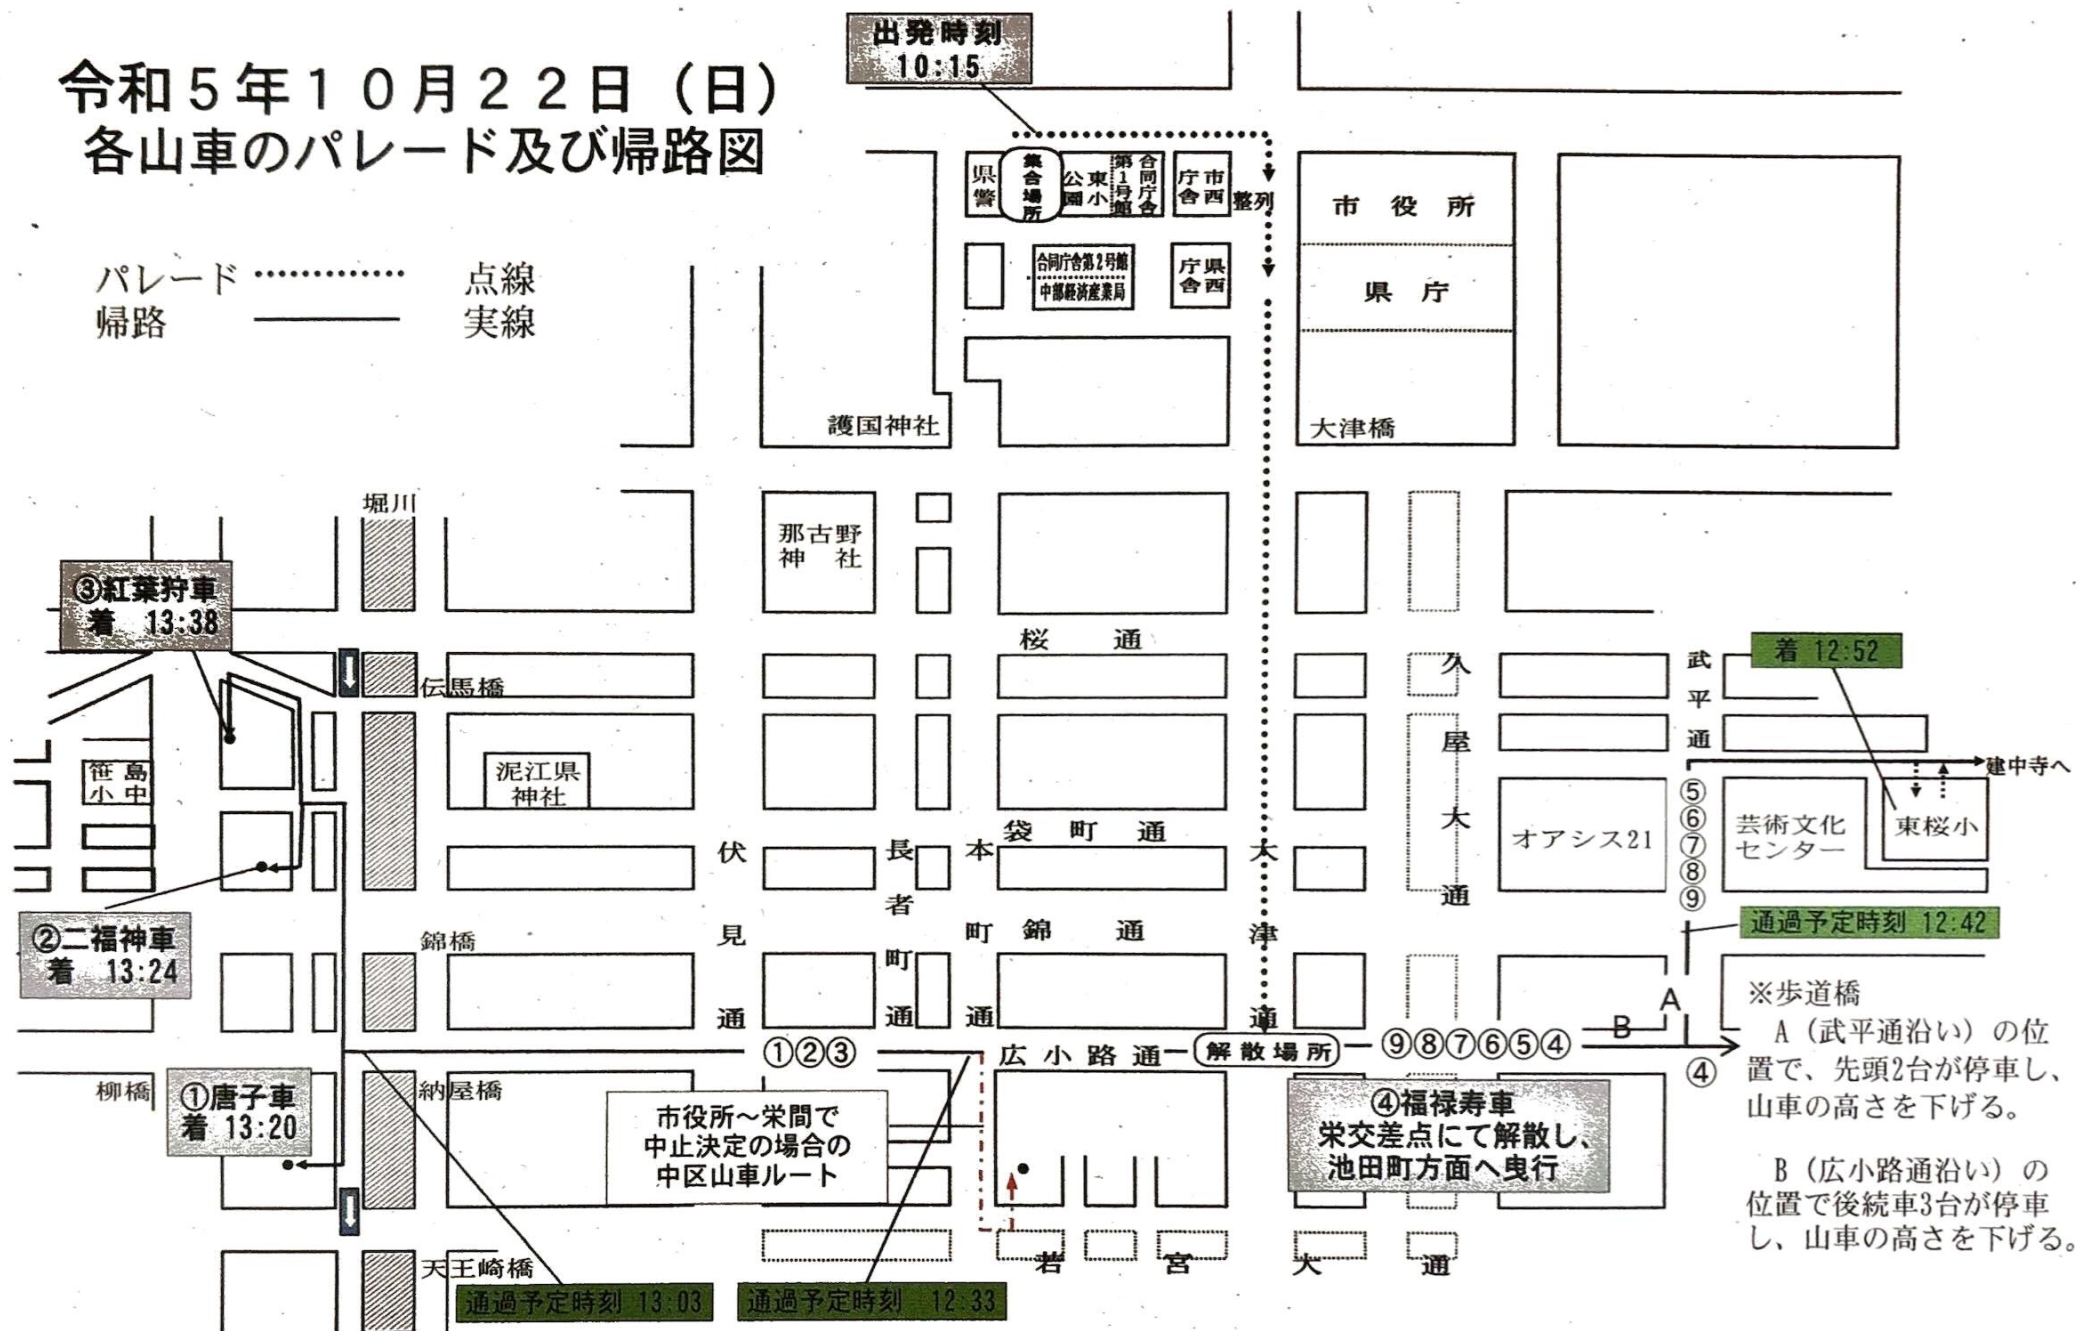 令和5年10月22日（日）
各山車のパレード及び帰路図
出発時刻
10:15
パレード 点線
帰路 実線
県警
集合場所
東小公園
合同庁舎第1号館
市西庁舎
整列
合同庁舎第2号館
中部経済産業局
県西庁舎
市 役 所
県 庁
護国神社
大津橋
堀川
那古野
神 社
③紅葉狩車
着 13:38
桜 通
伝馬橋
久屋大通
武平通
着 12:52
笹島
小中
泥江県
神社
建中寺へ
⑤
⑥
⑦
⑧
⑨
オアシス21
芸術文化
センター
東桜小
袋 町 通
伏見通
長者町通
本町通
大津通
②二福神車
着 13:24
錦橋
錦 通
通過予定時刻 12:42
A
B
①②③
広小路通
解散場所
⑨⑧⑦⑥⑤④
④
※歩道橋
A（武平通沿い）の位
置で、先頭2台が停車し、
山車の高さを下げる。
B（広小路通沿い）の
位置で後続車3台が停車
し、山車の高さを下げる。
柳橋
①唐子車
着 13:20
納屋橋
市役所～栄間で
中止決定の場合の
中区山車ルート
④福禄寿車
栄交差点にて解散し、
池田町方面へ曳行
天王崎橋
若 宮 大 通
通過予定時刻 13:03
通過予定時刻 12:33